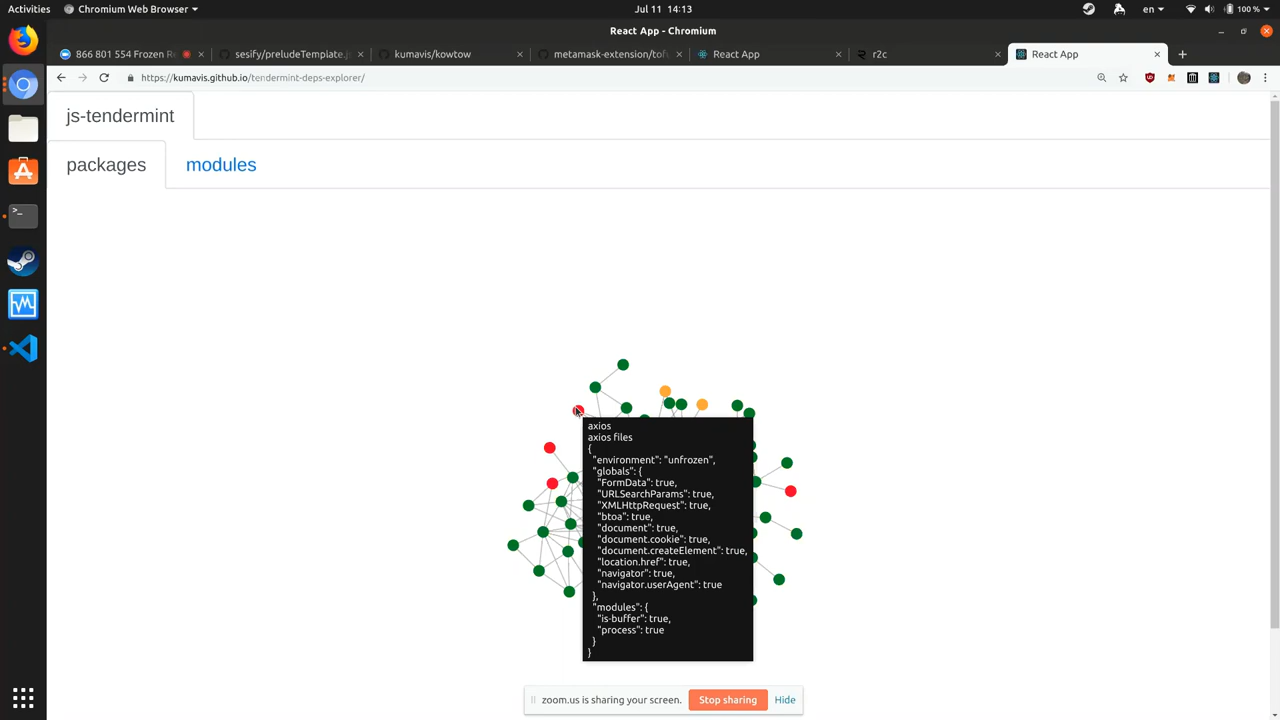 Activities
Chromium Web Browser
Jul 11 14:13
en
100 %
React App - Chromium
866 801 554 Frozen Re
sesify/preludeTemplate.js
kumavis/kowtow
metamask-extension/tofu
React App
r2c
React App
https://kumavis.github.io/tendermint-deps-explorer/
js-tendermint
packages
modules
axios
axios files
{
"environment": "unfrozen",
"globals": {
"FormData": true,
"URLSearchParams": true,
"XMLHttpRequest": true,
"btoa": true,
"document": true,
"document.cookie": true,
"document.createElement": true,
"location.href": true,
"navigator": true,
"navigator.userAgent": true
},
"modules": {
"is-buffer": true,
"process": true
}
}
zoom.us is sharing your screen.
Stop sharing
Hide